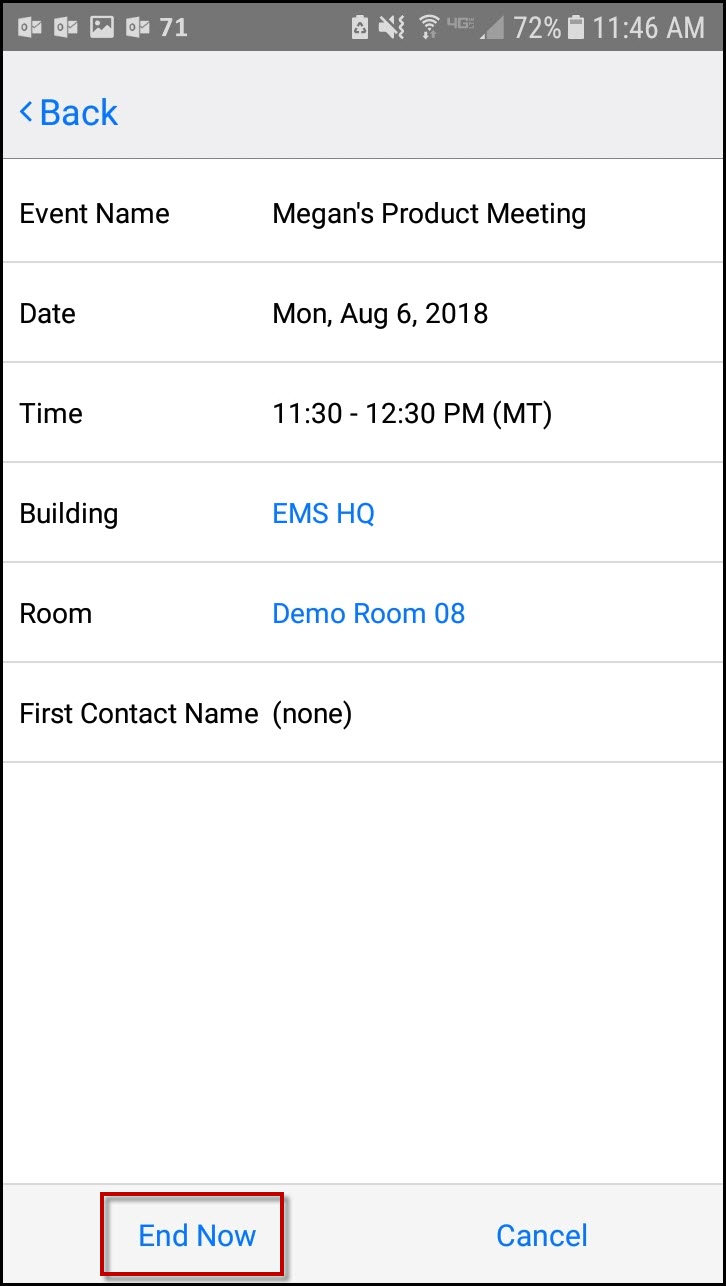 71 4G 72% 11:46 AM
Back
Event Name Megan's Product Meeting
Date Mon, Aug 6, 2018
Time 11:30 - 12:30 PM (MT)
Building EMS HQ
Room Demo Room 08
First Contact Name (none)
End Now Cancel